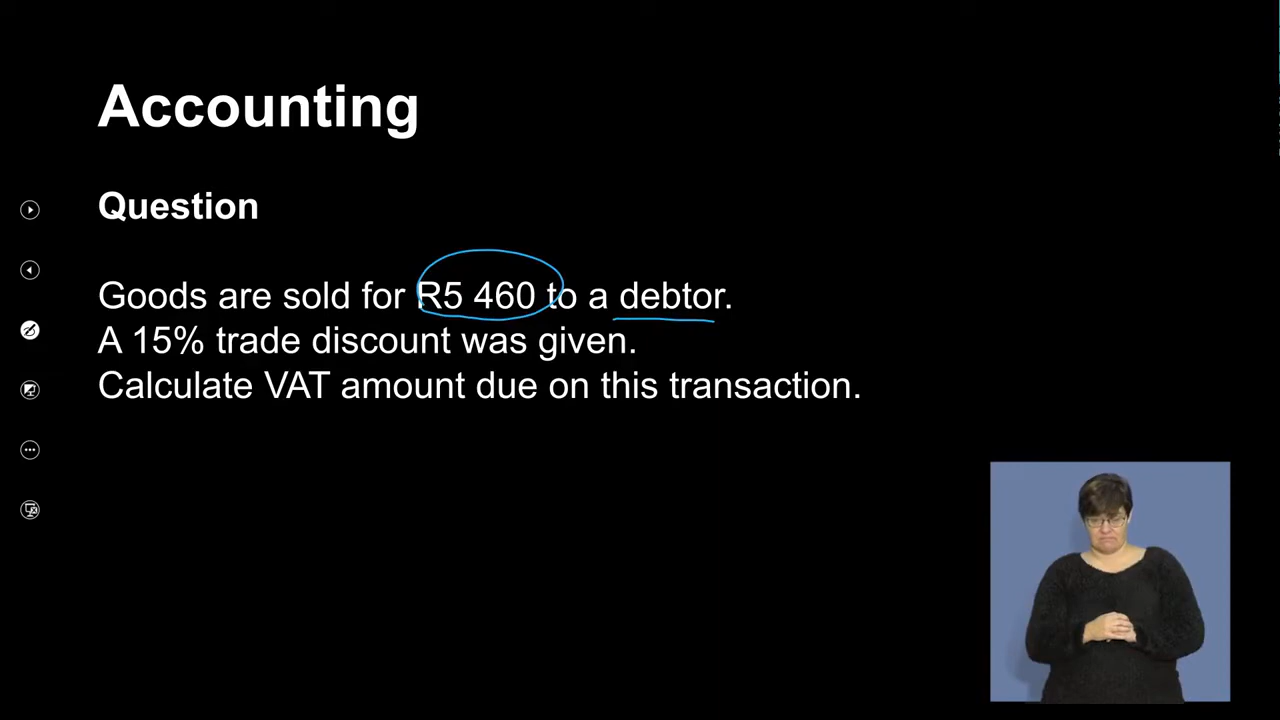 Accounting
Question
Goods are sold for R5 460 to a debtor.
A 15% trade discount was given.
Calculate VAT amount due on this transaction.